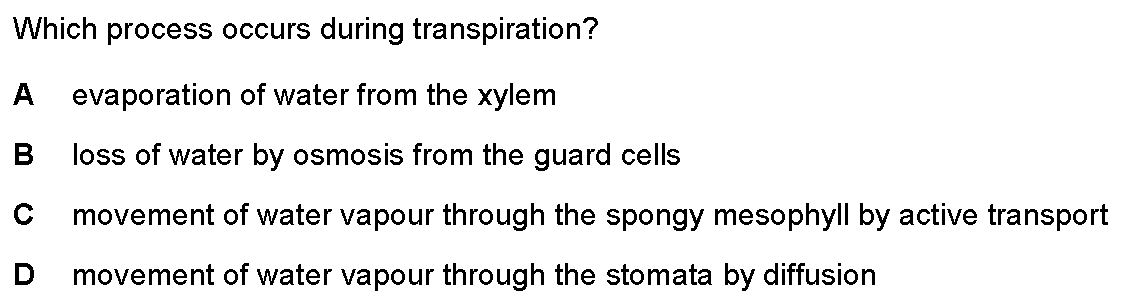 Which process occurs during transpiration?
A evaporation of water from the xylem
B loss of water by osmosis from the guard cells
C movement of water vapour through the spongy mesophyll by active transport
D movement of water vapour through the stomata by diffusion